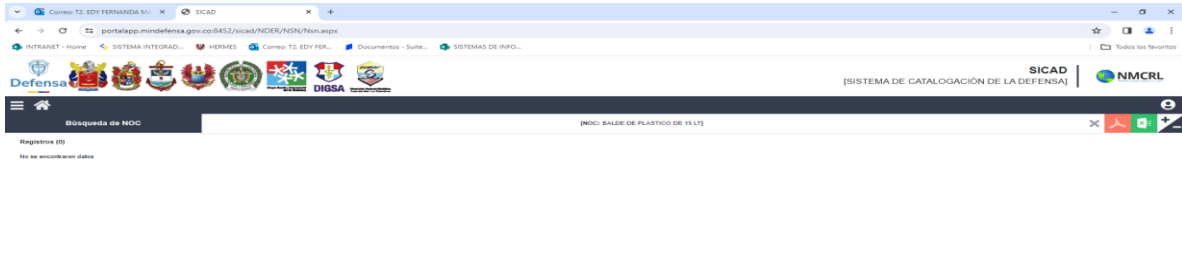 Correo: T2. EDY FERNANDA
SICAD
portalapp.mindefensa.gov.co:8452/sicad/NDER/NSN/Nsn.aspx
INTRANET - Home
SISTEMA INTEGRAD...
HERMES
Correo: T2. EDY FER...
Documentos - Suite...
SISTEMAS DE INFO...
Todos los favoritos
Defensa
DIGSA
SICAD
[SISTEMA DE CATALOGACIÓN DE LA DEFENSA]
NMCRL
Búsqueda de NOC
[NOC: BALDE DE PLASTICO DE 15 LT]
Registros (0)
No se encontraron datos